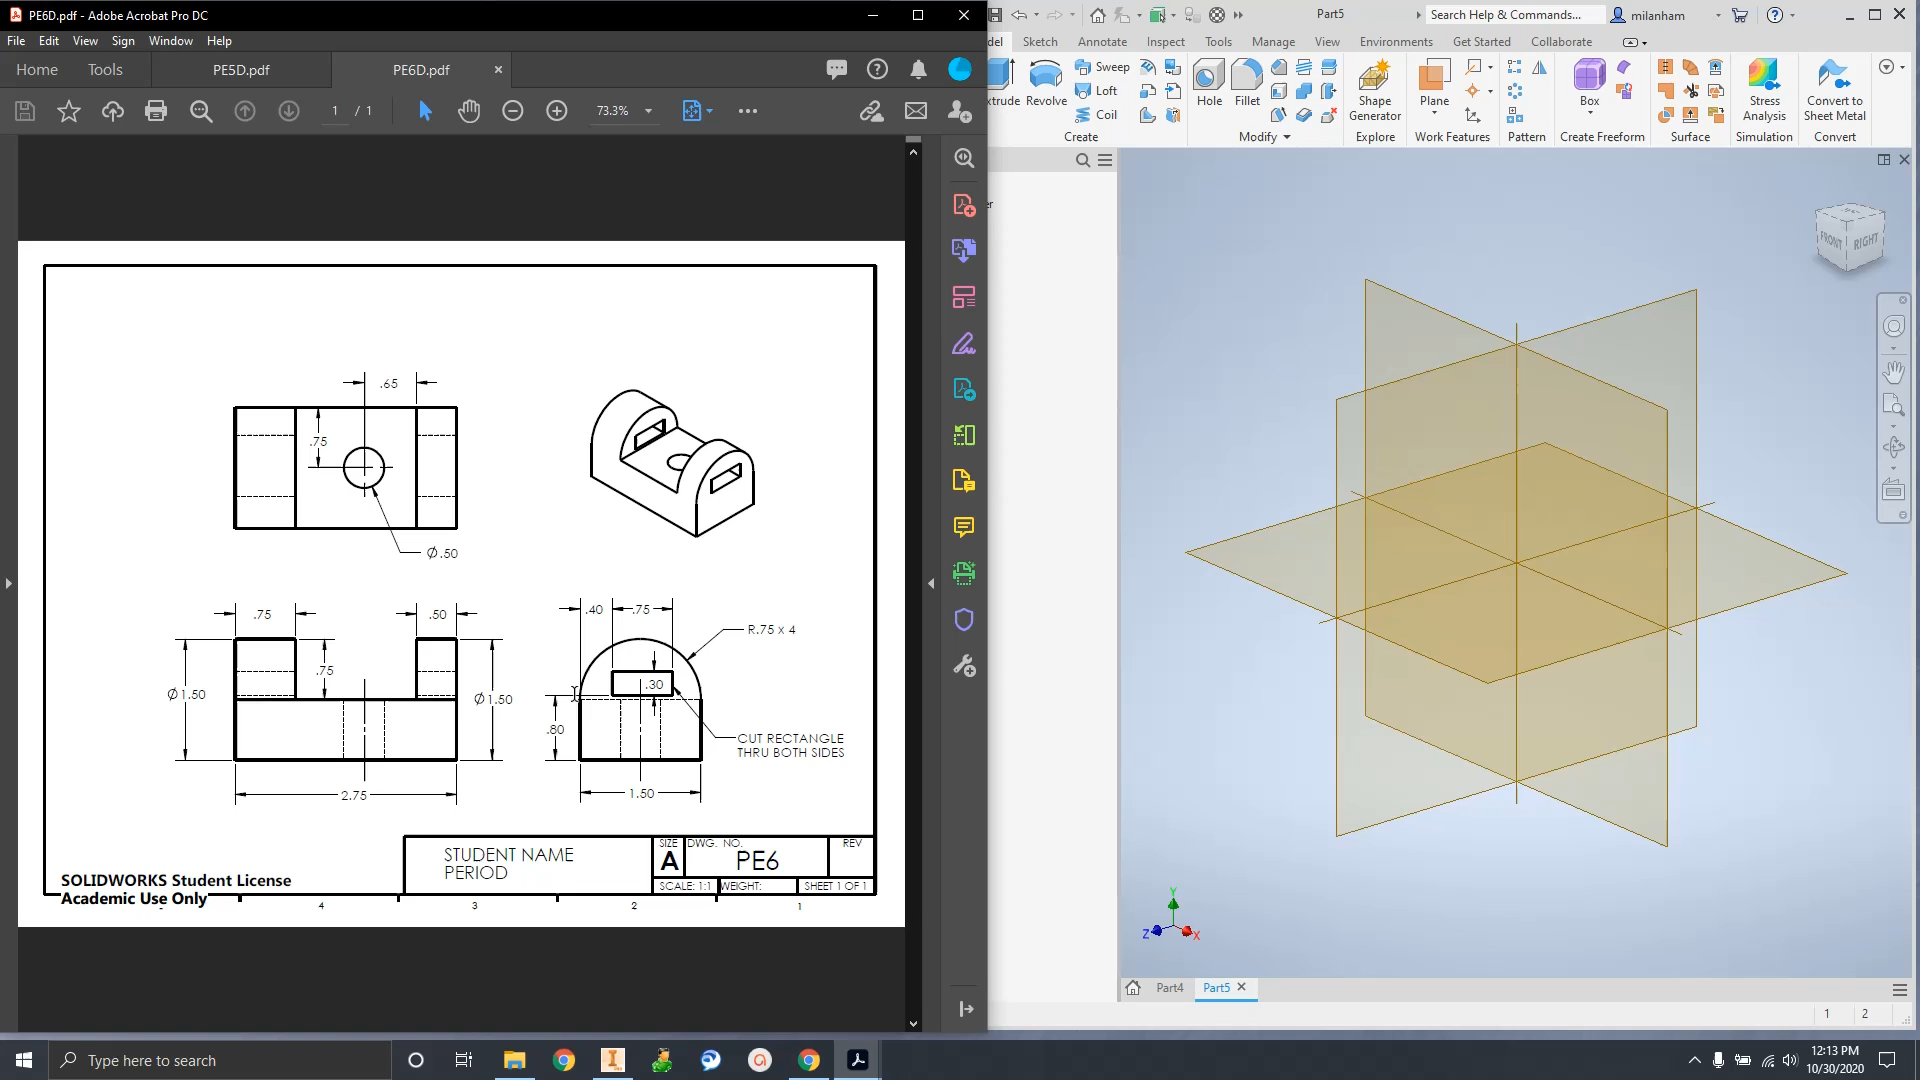 PE6D.pdf - Adobe Acrobat Pro DC
File Edit View Sign Window Help
Home Tools PE5D.pdf PE6D.pdf ×
1 / 1 73.3%
.65
.75
Ø.50
.75
.50
.75
Ø1.50
Ø1.50
2.75
.40 .75
R.75 x 4
.30
.80
CUT RECTANGLE
THRU BOTH SIDES
1.50
STUDENT NAME
PERIOD
SIZE
A
DWG. NO.
PE6
REV
SCALE: 1:1 WEIGHT: SHEET 1 OF 1
SOLIDWORKS Student License
Academic Use Only
4 3 2 1
Part5 Search Help & Commands... milanham
del Sketch Annotate Inspect Tools Manage View Environments Get Started Collaborate
xtrude Revolve Sweep Loft Coil
Create
Hole Fillet
Modify
Shape
Generator
Explore
Plane
Work Features
Pattern
Box
Create Freeform
Surface
Stress
Analysis
Simulation
Convert to
Sheet Metal
Convert
er
FRONT RIGHT
Y
Z X
Part4 Part5
1 2
Type here to search
12:13 PM
10/30/2020